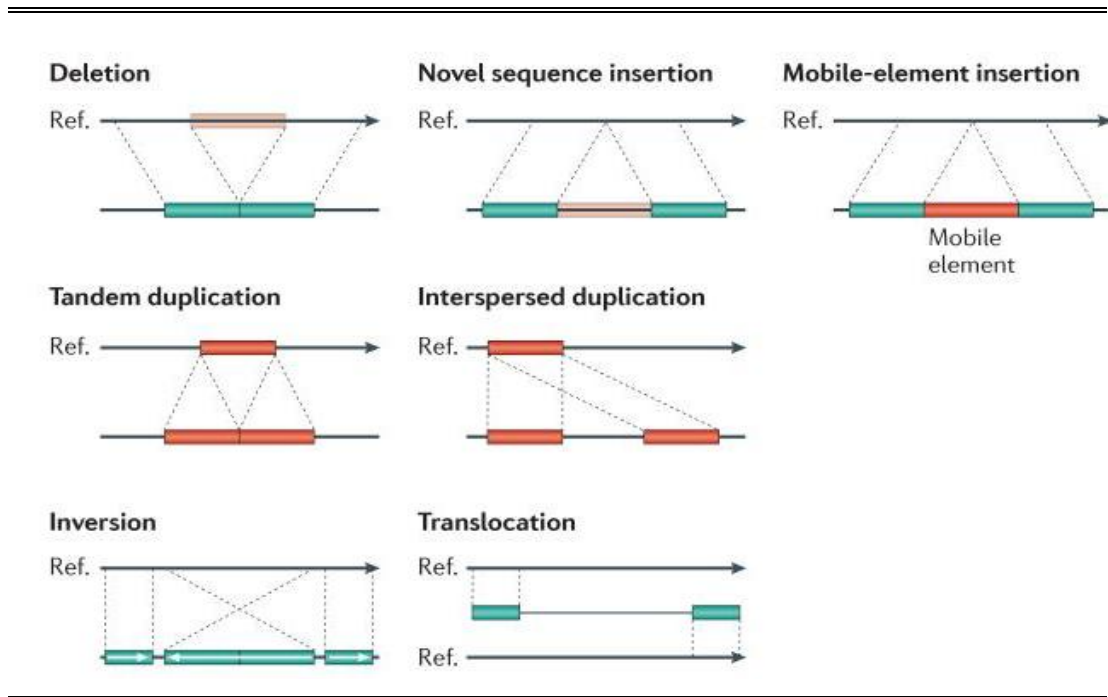 Deletion
Ref.
Novel sequence insertion
Ref.
Mobile-element insertion
Ref.
Mobile
element
Tandem duplication
Ref.
Interspersed duplication
Ref.
Inversion
Ref.
Translocation
Ref.
Ref.